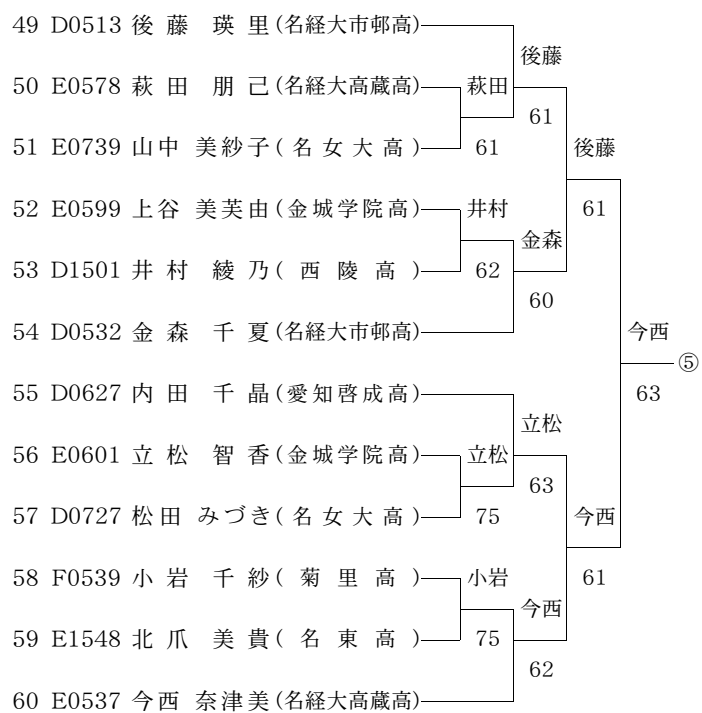 49 D0513 後藤 瑛里(名経大市邨高)
後藤
50 E0578 萩田 朋己(名経大高蔵高) 萩田
61
51 E0739 山中 美紗子(名女大高) 61 後藤
52 E0599 上谷 美芙由(金城学院高) 井村 61
金森
53 D1501 井村 綾乃(西陵高) 62
60
54 D0532 金森 千夏(名経大市邨高) 今西
⑤
55 D0627 内田 千晶(愛知啓成高) 63
立松
56 E0601 立松 智香(金城学院高) 立松
63
57 D0727 松田 みづき(名女大高) 75 今西
58 F0539 小岩 千紗(菊里高) 小岩 61
今西
59 E1548 北爪 美貴(名東高) 75
62
60 E0537 今西 奈津美(名経大高蔵高)